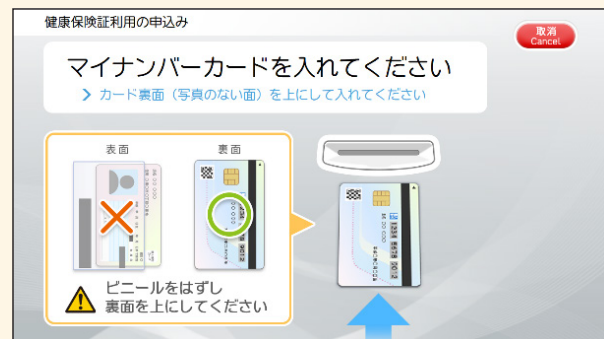 健康保険証利用の申込み
取消
Cancel
マイナンバーカードを入れてください
カード裏面（写真のない面）を上にして入れてください
表面
裏面
ビニールをはずし
裏面を上にしてください